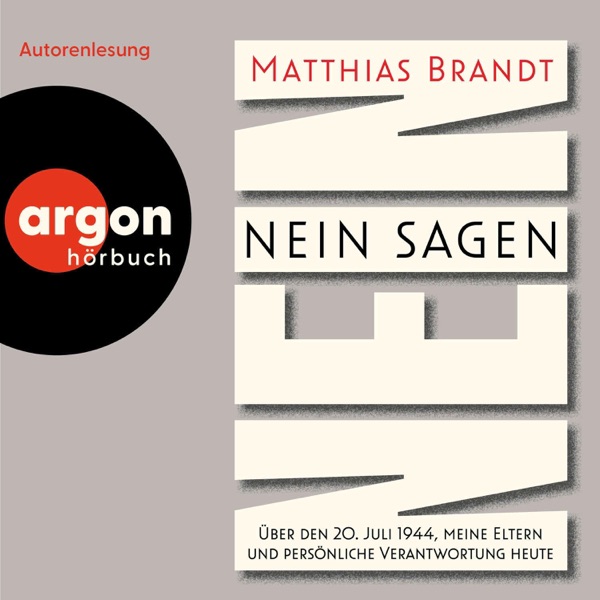 Autorenlesung
MATTHIAS BRANDT
argon
hörbuch
NEIN SAGEN
NEIN
ÜBER DEN 20. JULI 1944, MEINE ELTERN
UND PERSÖNLICHE VERANTWORTUNG HEUTE